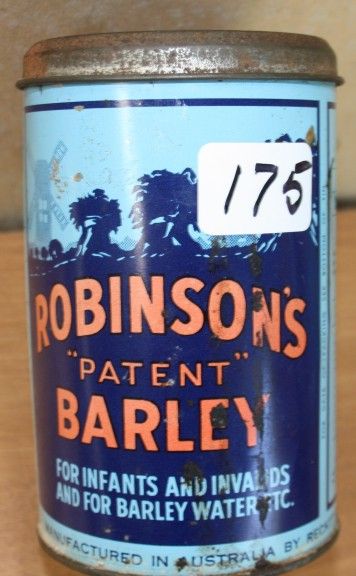 175
ROBINSON'S
"PATENT"
BARLEY
FOR INFANTS AND INVALIDS
AND FOR BARLEY WATER ETC.
MANUFACTURED IN AUSTRALIA BY